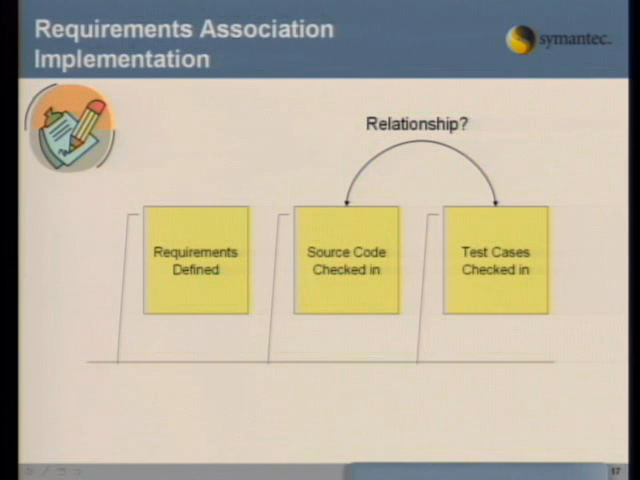 Requirements Association
Implementation
symantec.
Relationship?
Requirements
Defined
Source Code
Checked in
Test Cases
Checked in
17